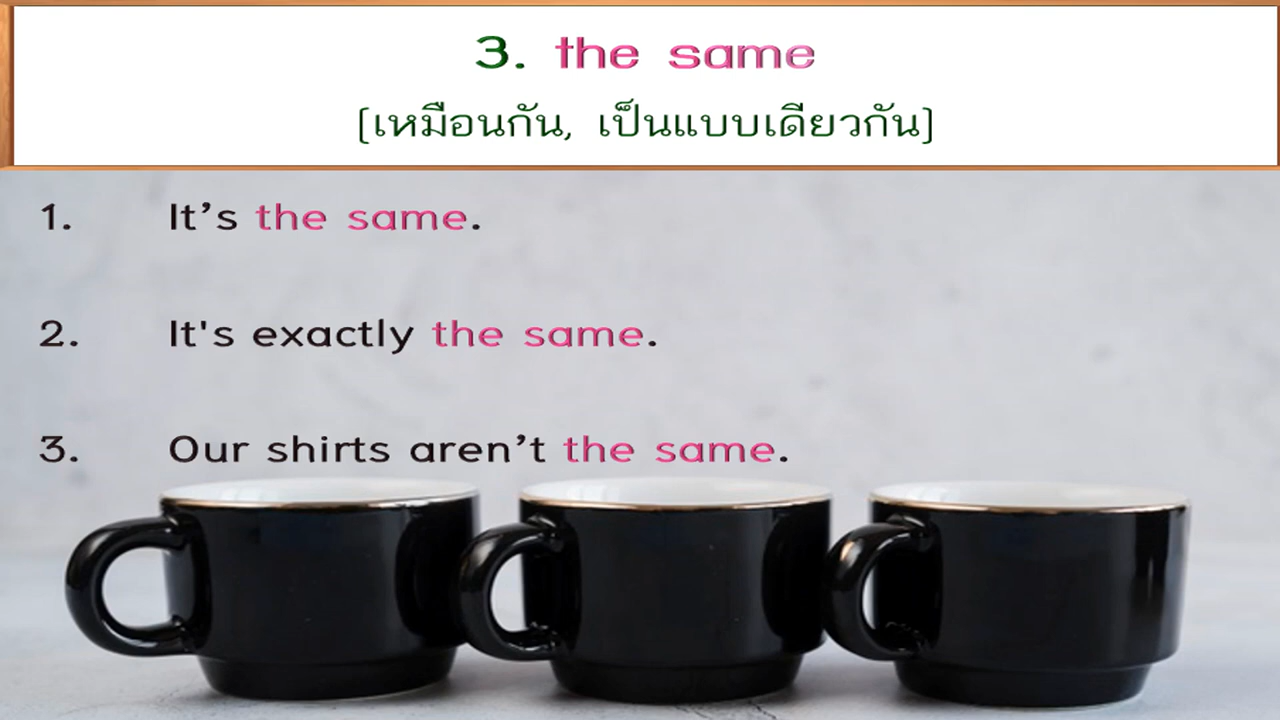 3. the same
[เหมือนกัน, เป็นแบบเดียวกัน]
1. It’s the same.
2. It's exactly the same.
3. Our shirts aren’t the same.